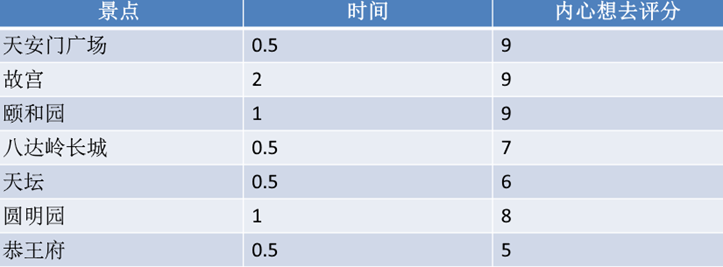 景点 时间 内心想去评分
天安门广场 0.5 9
故宫 2 9
颐和园 1 9
八达岭长城 0.5 7
天坛 0.5 6
圆明园 1 8
恭王府 0.5 5